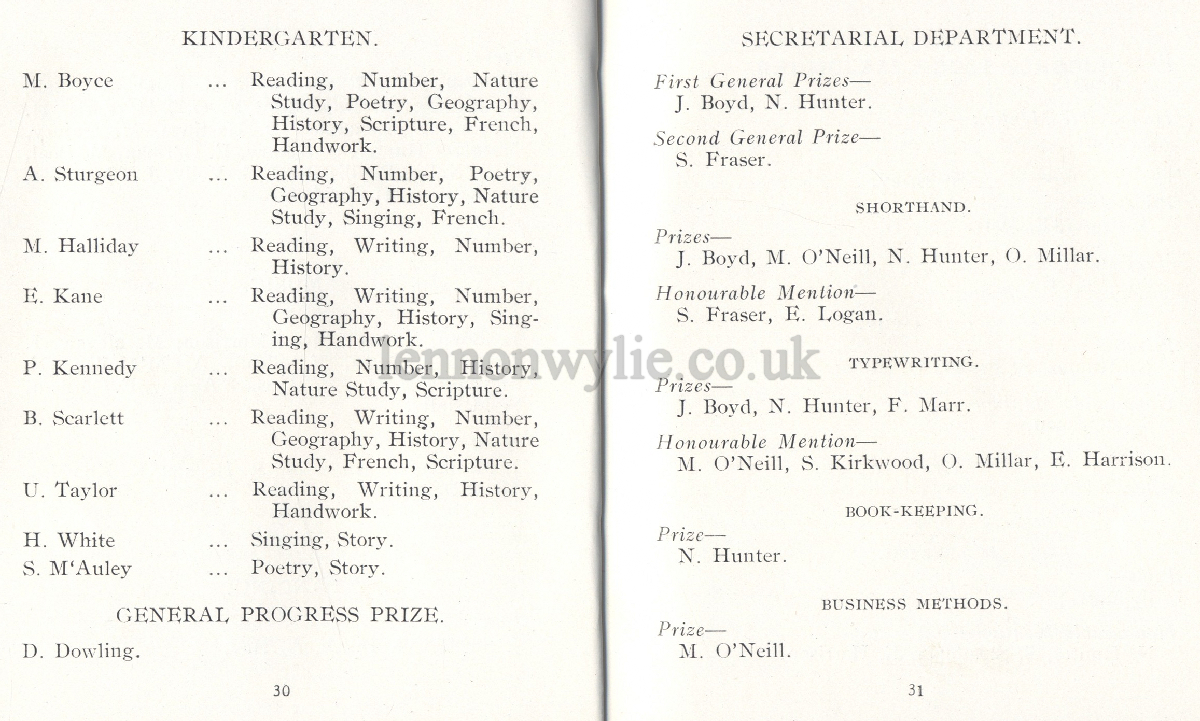 KINDERGARTEN.
M. Boyce ... Reading, Number, Nature
Study, Poetry, Geography,
History, Scripture, French,
Handwork.
A. Sturgeon ... Reading, Number, Poetry,
Geography, History, Nature
Study, Singing, French.
M. Halliday ... Reading, Writing, Number,
History.
E. Kane ... Reading, Writing, Number,
Geography, History, Sing-
ing, Handwork.
P. Kennedy ... Reading, Number, History,
Nature Study, Scripture.
B. Scarlett ... Reading, Writing, Number,
Geography, History, Nature
Study, French, Scripture.
U. Taylor ... Reading, Writing, History,
Handwork.
H. White ... Singing, Story.
S. M‘Auley ... Poetry, Story.
GENERAL PROGRESS PRIZE.
D. Dowling.
30
SECRETARIAL DEPARTMENT.
First General Prizes—
J. Boyd, N. Hunter.
Second General Prize—
S. Fraser.
SHORTHAND.
Prizes—
J. Boyd, M. O'Neill, N. Hunter, O. Millar.
Honourable Mention—
S. Fraser, E. Logan.
TYPEWRITING.
Prizes—
J. Boyd, N. Hunter, F. Marr.
Honourable Mention—
M. O'Neill, S. Kirkwood, O. Millar, E. Harrison.
BOOK-KEEPING.
Prize—
N. Hunter.
BUSINESS METHODS.
Prize—
M. O'Neill.
31
lennonwylie.co.uk